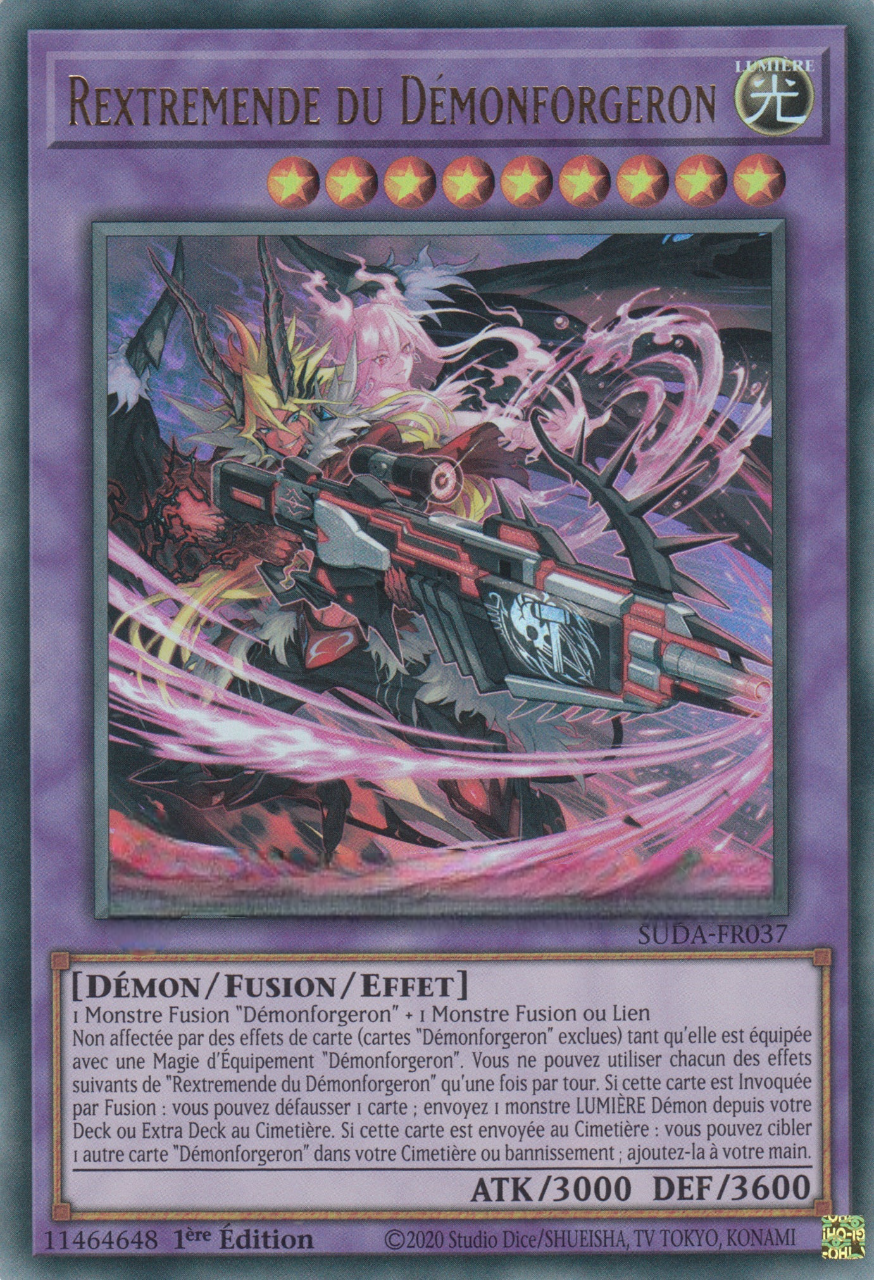 Rextremende du Démonforgeron
LUMIÈRE
光
SUDA-FR037
[Démon/Fusion/Effet]
1 Monstre Fusion "Démonforgeron" + 1 Monstre Fusion ou Lien
Non affectée par des effets de carte (cartes "Démonforgeron" exclues) tant qu'elle est équipée
avec une Magie d'Équipement "Démonforgeron". Vous ne pouvez utiliser chacun des effets
suivants de "Rextremende du Démonforgeron" qu'une fois par tour. Si cette carte est Invoquée
par Fusion : vous pouvez défausser 1 carte ; envoyez 1 monstre LUMIÈRE Démon depuis votre
Deck ou Extra Deck au Cimetière. Si cette carte est envoyée au Cimetière : vous pouvez cibler
1 autre carte "Démonforgeron" dans votre Cimetière ou bannissement ; ajoutez-la à votre main.
ATK/3000 DEF/3600
11464648 1ère Édition ©2020 Studio Dice/SHUEISHA, TV TOKYO, KONAMI